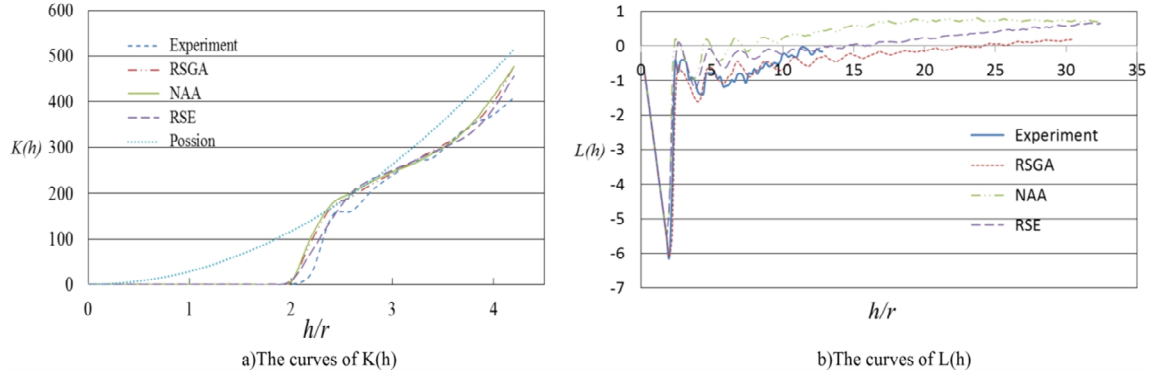 600
500
400
300
200
100
0
K(h)
Experiment
RSGA
NAA
RSE
Possion
0 1 2 3 4
h/r
a)The curves of K(h)
1
0
-1
-2
-3
-4
-5
-6
-7
L(h)
0 5 10 15 20 25 30 35
Experiment
RSGA
NAA
RSE
h/r
b)The curves of L(h)